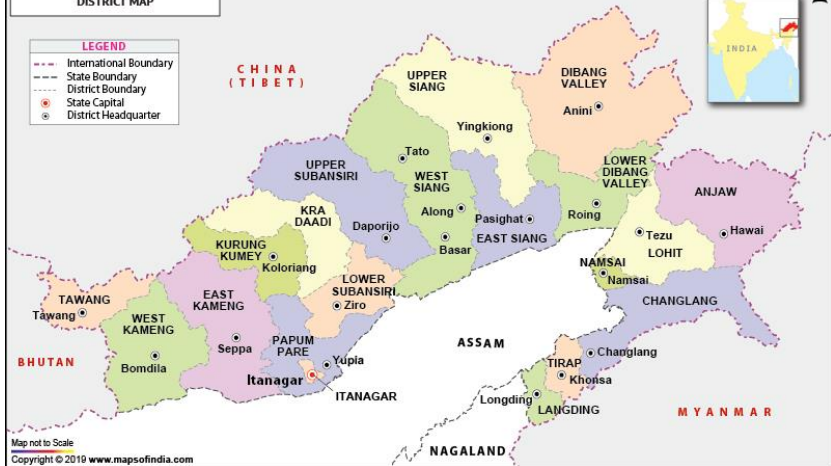 DISTRICT MAP
LEGEND
International Boundary
State Boundary
District Boundary
State Capital
District Headquarter
INDIA
CHINA
(TIBET)
UPPER
SIANG
DIBANG
VALLEY
Anini
Yingkiong
Tato
UPPER
SUBANSIRI
WEST
SIANG
LOWER
DIBANG
VALLEY
ANJAW
KRA
DAADI
Along
Pasighat
Roing
Daporijo
EAST SIANG
Tezu
Hawai
KURUNG
KUMEY
Koloriang
Basar
LOHIT
NAMSAI
Namsai
LOWER
SUBANSIRI
Ziro
TAWANG
Tawang
EAST
KAMENG
CHANGLANG
WEST
KAMENG
PAPUM
PARE
Seppa
ASSAM
Bomdila
Yupia
Changlang
BHUTAN
TIRAP
Khonsa
Itanagar
ITANAGAR
Longding
LANGDING
MYANMAR
NAGALAND
Map not to Scale
Copyright © 2019 www.mapsofindia.com